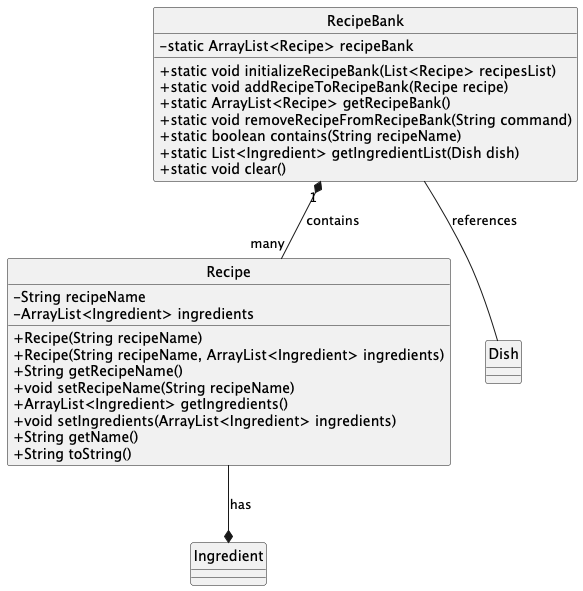 RecipeBank
-static ArrayList<Recipe> recipeBank
+static void initializeRecipeBank(List<Recipe> recipesList)
+static void addRecipeToRecipeBank(Recipe recipe)
+static ArrayList<Recipe> getRecipeBank()
+static void removeRecipeFromRecipeBank(String command)
+static boolean contains(String recipeName)
+static List<Ingredient> getIngredientList(Dish dish)
+static void clear()
1
contains
references
many
Recipe
-String recipeName
-ArrayList<Ingredient> ingredients
+Recipe(String recipeName)
+Recipe(String recipeName, ArrayList<Ingredient> ingredients)
+String getRecipeName()
+void setRecipeName(String recipeName)
+ArrayList<Ingredient> getIngredients()
+void setIngredients(ArrayList<Ingredient> ingredients)
+String getName()
+String toString()
Dish
has
Ingredient